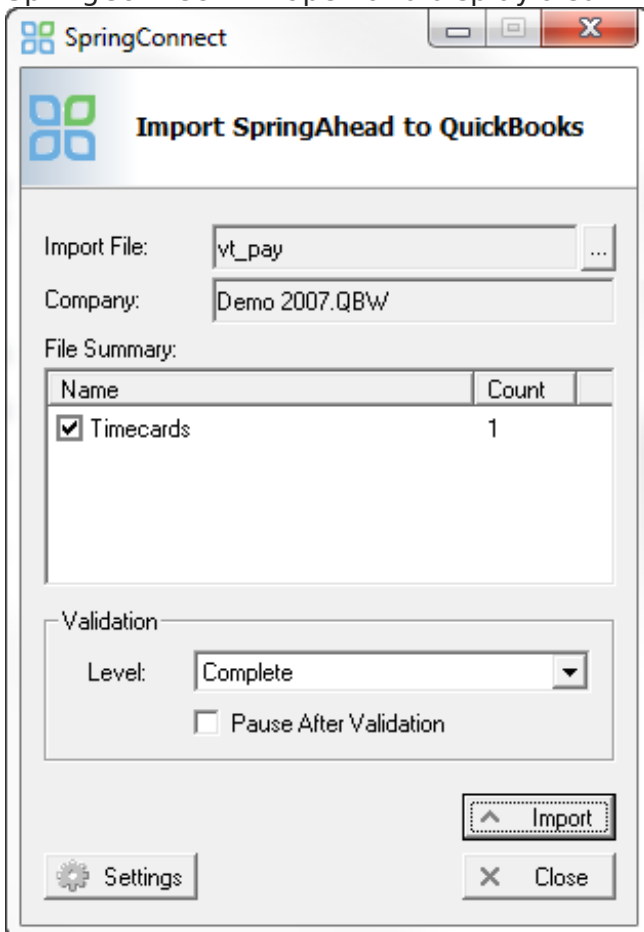 SpringConnect
Import SpringAhead to QuickBooks
Import File: vt_pay ...
Company: Demo 2007.QBW
File Summary:
Name Count
Timecards 1
Validation
Level: Complete
Pause After Validation
Import
Settings Close